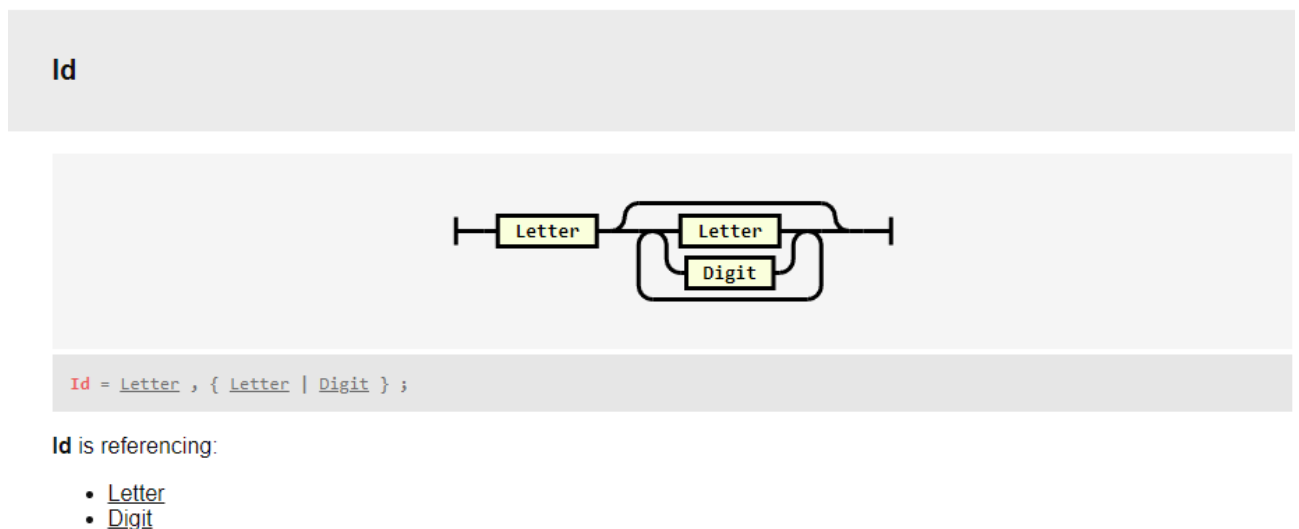 Id
Letter Letter
Digit
Id = Letter , { Letter | Digit } ;
Id is referencing:
• Letter
• Digit